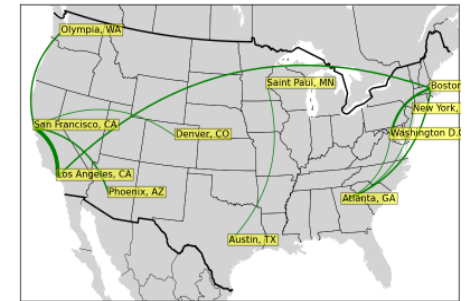 Olympia, WA
Saint Paul, MN
Boston
New York,
San Francisco, CA
Denver, CO
Washington D.C
Los Angeles, CA
Phoenix, AZ
Atlanta, GA
Austin, TX